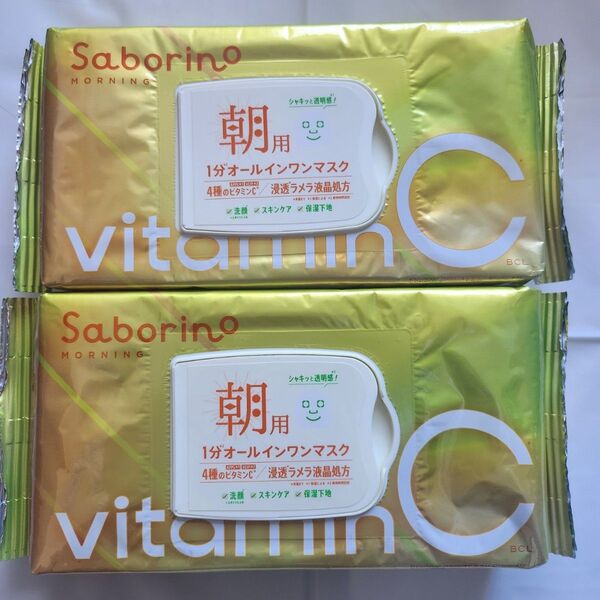 Saborino
MORNING
シャキッと透明感!
朝用
1分オールインワンマスク
4種のビタミンC
浸透ラメラ液晶処方
洗顔 スキンケア 保湿下地
vitamin C
BCL
Saborino
MORNING
シャキッと透明感!
朝用
1分オールインワンマスク
4種のビタミンC
浸透ラメラ液晶処方
洗顔 スキンケア 保湿下地
vitamin C
BCL